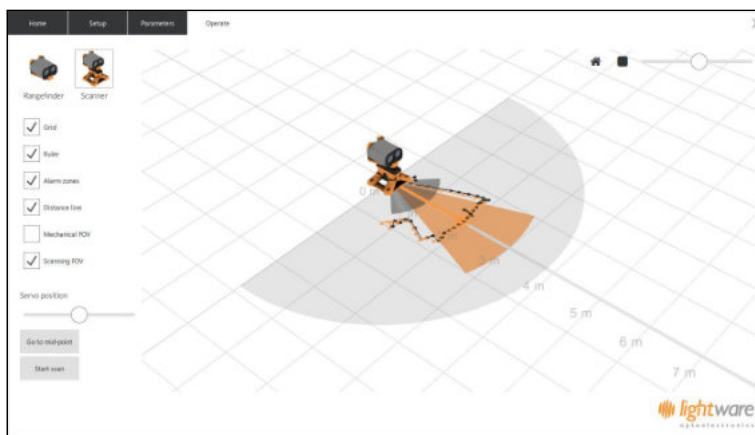 Home Setup Parameters Operate
Rangefinder Scanner
Grid
Ruler
Alarm zones
Distance line
Mechanical FOV
Scanning FOV
Servo position
Go to mid-point
Start scan
0 m
3 m
4 m
5 m
6 m
7 m
lightware
optoelectronics